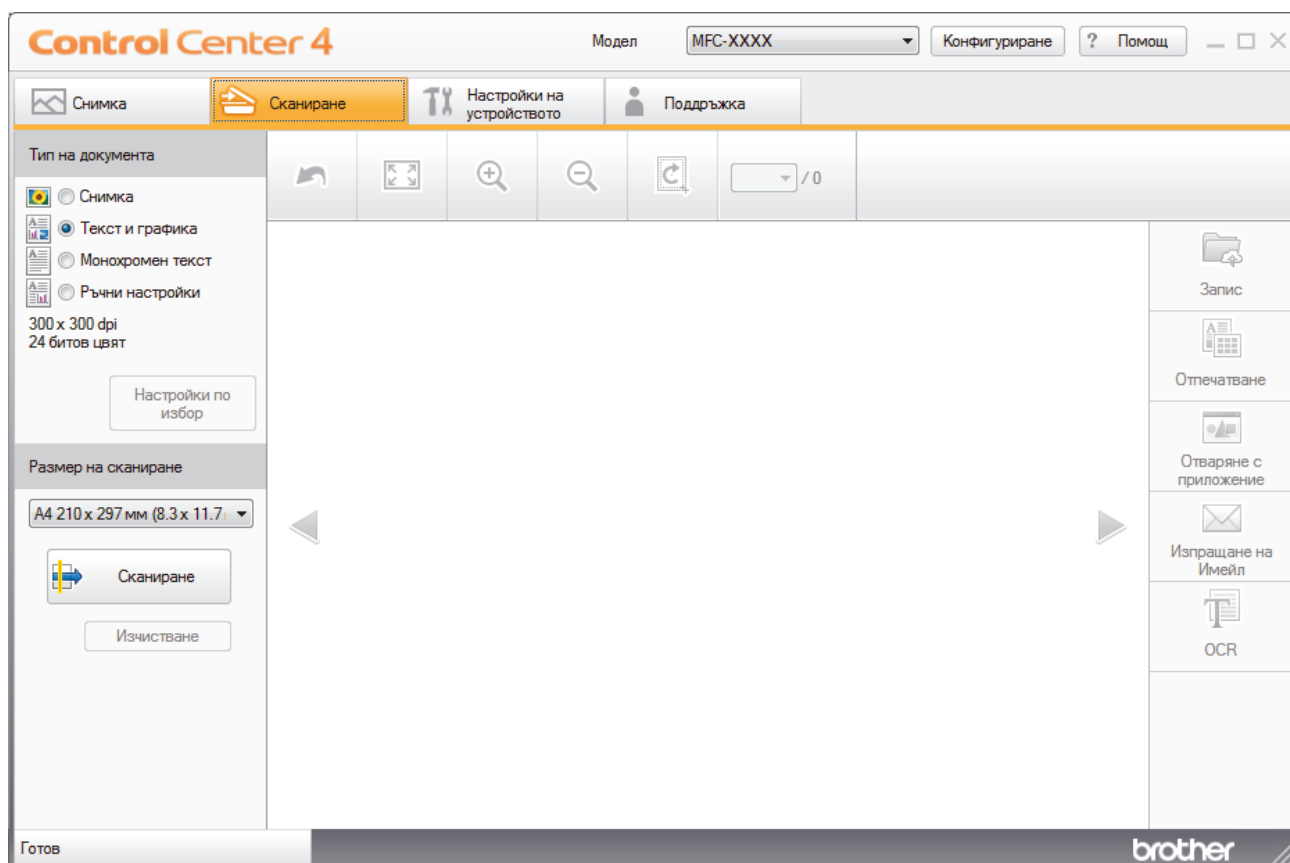 Control Center 4
Модел
MFC-XXXX
Конфигуриране
? Помощ
Снимка
Сканиране
Настройки на
устройството
Поддръжка
Тип на документа
Снимка
Текст и графика
Монохромен текст
Ръчни настройки
300 x 300 dpi
24 битов цвят
Настройки по
избор
Размер на сканиране
A4 210 x 297 мм (8.3 x 11.7
Сканиране
Изчистване
/ 0
Запис
Отпечатване
Отваряне с
приложение
Изпращане на
Имейл
OCR
Готов
brother